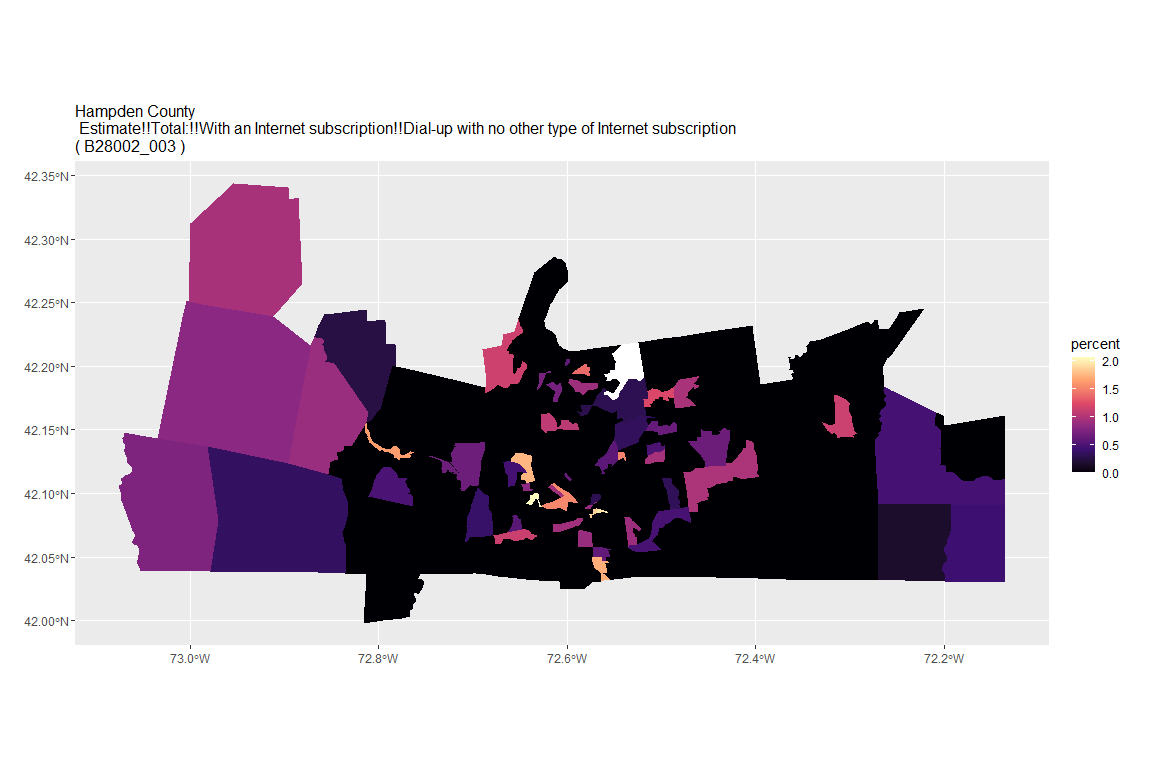 Hampden County
Estimate!!Total:!!With an Internet subscription!!Dial-up with no other type of Internet subscription
( B28002_003 )
42.35°N
42.30°N
42.25°N
42.20°N
42.15°N
42.10°N
42.05°N
42.00°N
73.0°W
72.8°W
72.6°W
72.4°W
72.2°W
percent
2.0
1.5
1.0
0.5
0.0